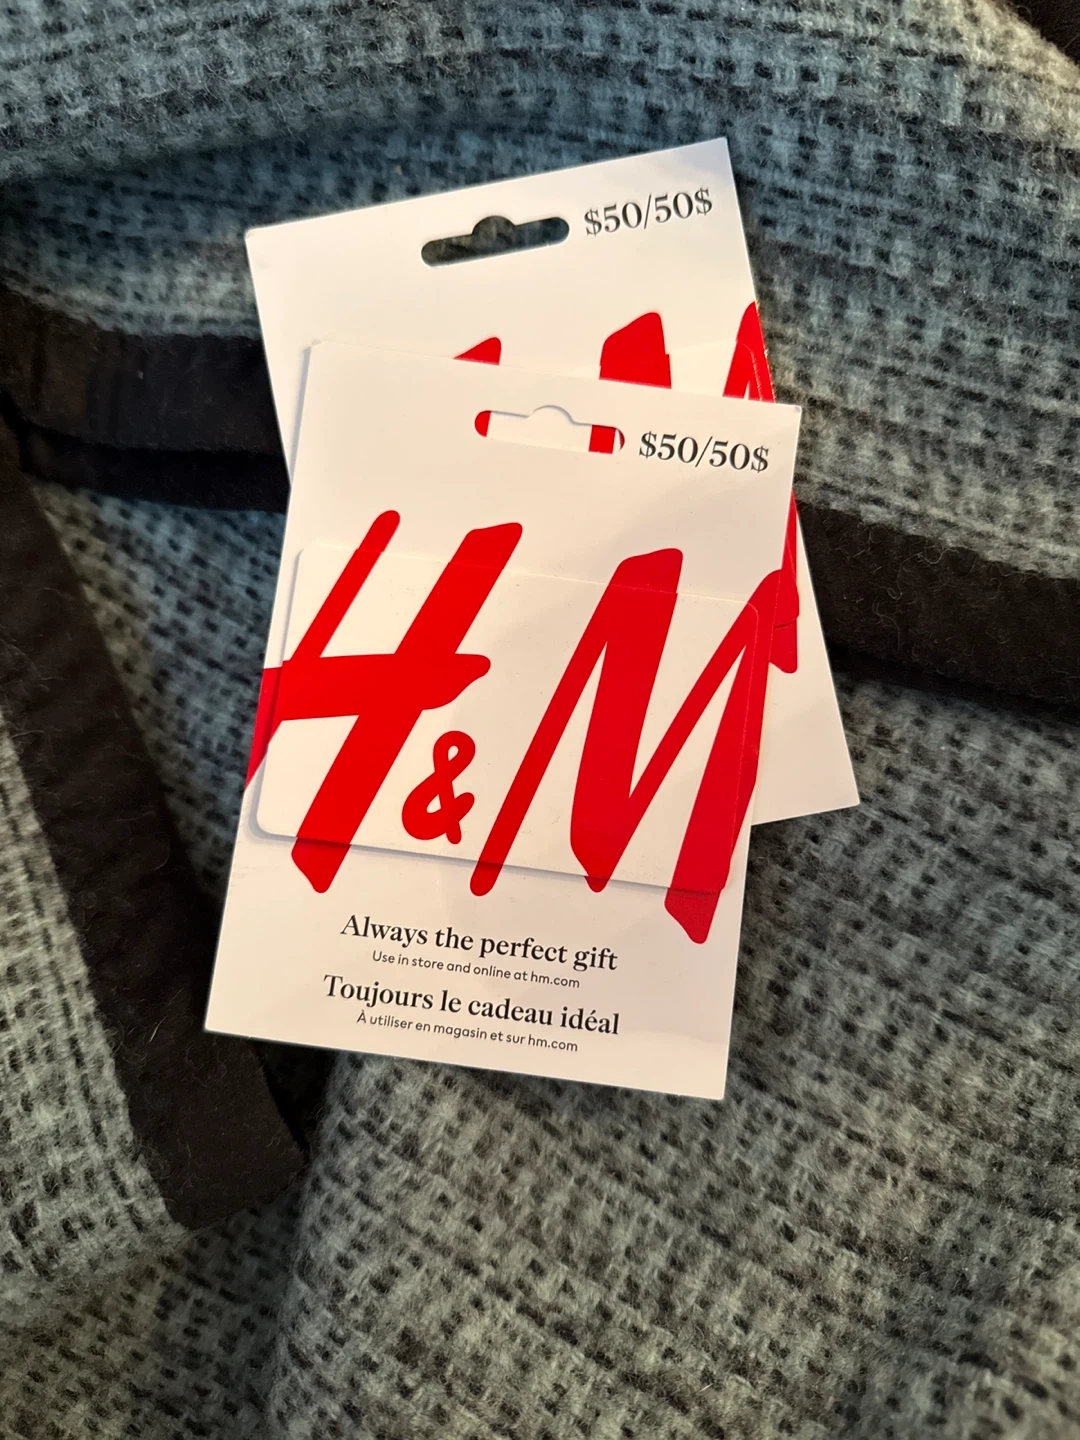 $50/50$
$50/50$
H&M
Always the perfect gift
Use in store and online at hm.com
Toujours le cadeau idéal
À utiliser en magasin et sur hm.com